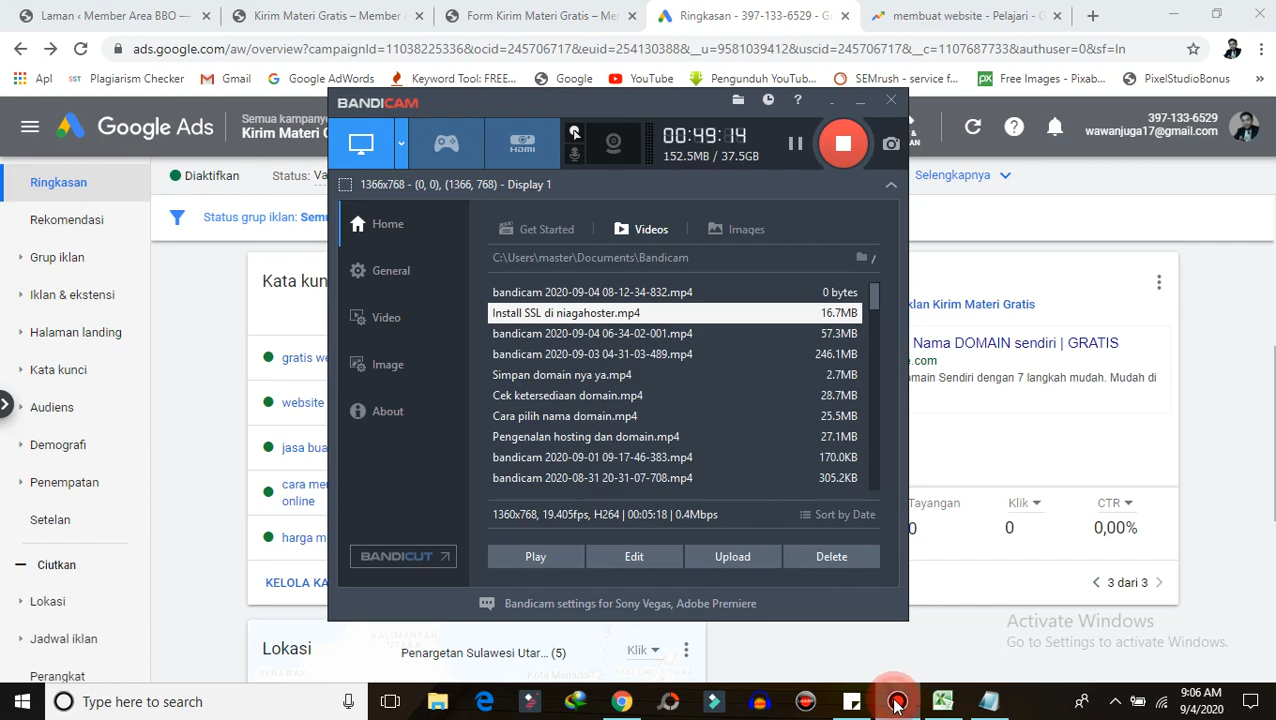 Laman ‹ Member Area BBO —
Kirim Materi Gratis – Member A
Form Kirim Materi Gratis – Me
Ringkasan - 397-133-6529 - G
membuat website - Pelajari - G
ads.google.com/aw/overview?campaignId=11038225336&ocid=245706717&euid=254130388&__u=9581039412&uscid=245706717&__c=1107687733&authuser=0&sf=ln
Apl
SST
Plagiarism Checker
Gmail
Google AdWords
Keyword Tool: FREE...
Google
YouTube
Pengunduh YouTub...
SEMrush - service f...
Free Images - Pixab...
PixelStudioBonus
»
Google Ads
Semua kampany
Kirim Materi G
397-133-6529
wawanjuga17@gmail.com
BANDICAM
HDMI
00:49:14
152.5MB / 37.5GB
1366x768 - (0, 0), (1366, 768) - Display 1
Home
General
Video
Image
About
BANDICUT
Get Started
Videos
Images
C:\Users\master\Documents\Bandicam
/
bandicam 2020-09-04 08-12-34-832.mp4 0 bytes
Install SSL di niagahoster.mp4 16.7MB
bandicam 2020-09-04 06-34-02-001.mp4 57.3MB
bandicam 2020-09-03 04-31-03-489.mp4 246.1MB
Simpan domain nya ya.mp4 2.7MB
Cek ketersediaan domain.mp4 28.7MB
Cara pilih nama domain.mp4 25.5MB
Pengenalan hosting dan domain.mp4 27.1MB
bandicam 2020-09-01 09-17-46-383.mp4 170.0KB
bandicam 2020-08-31 20-31-07-708.mp4 305.2KB
1360x768, 19.405fps, H264 | 00:05:18 | 0.4Mbps
Sort by Date
Play
Edit
Upload
Delete
Bandicam settings for Sony Vegas, Adobe Premiere
Ringkasan
Rekomendasi
Grup iklan
Iklan & ekstensi
Halaman landing
Kata kunci
Audiens
Demografi
Penempatan
Setelan
Ciutkan
Lokasi
Jadwal iklan
Perangkat
Diaktifkan
Status: Va
Selengkapnya
Status grup iklan: Semu
Kata kun
gratis we
website
jasa bua
cara mer
online
harga m
KELOLA KA
klan Kirim Materi Gratis
Nama DOMAIN sendiri | GRATIS
e.com
omain Sendiri dengan 7 langkah mudah. Mudah di
Tayangan
Klik
CTR
0
0
0,00%
3 dari 3
Lokasi
KALIMANTAN
UTARA
Penargetan Sulawesi Utar... (5)
Klik
Activate Windows
Go to Settings to activate Windows.
Type here to search
9:06 AM
9/4/2020